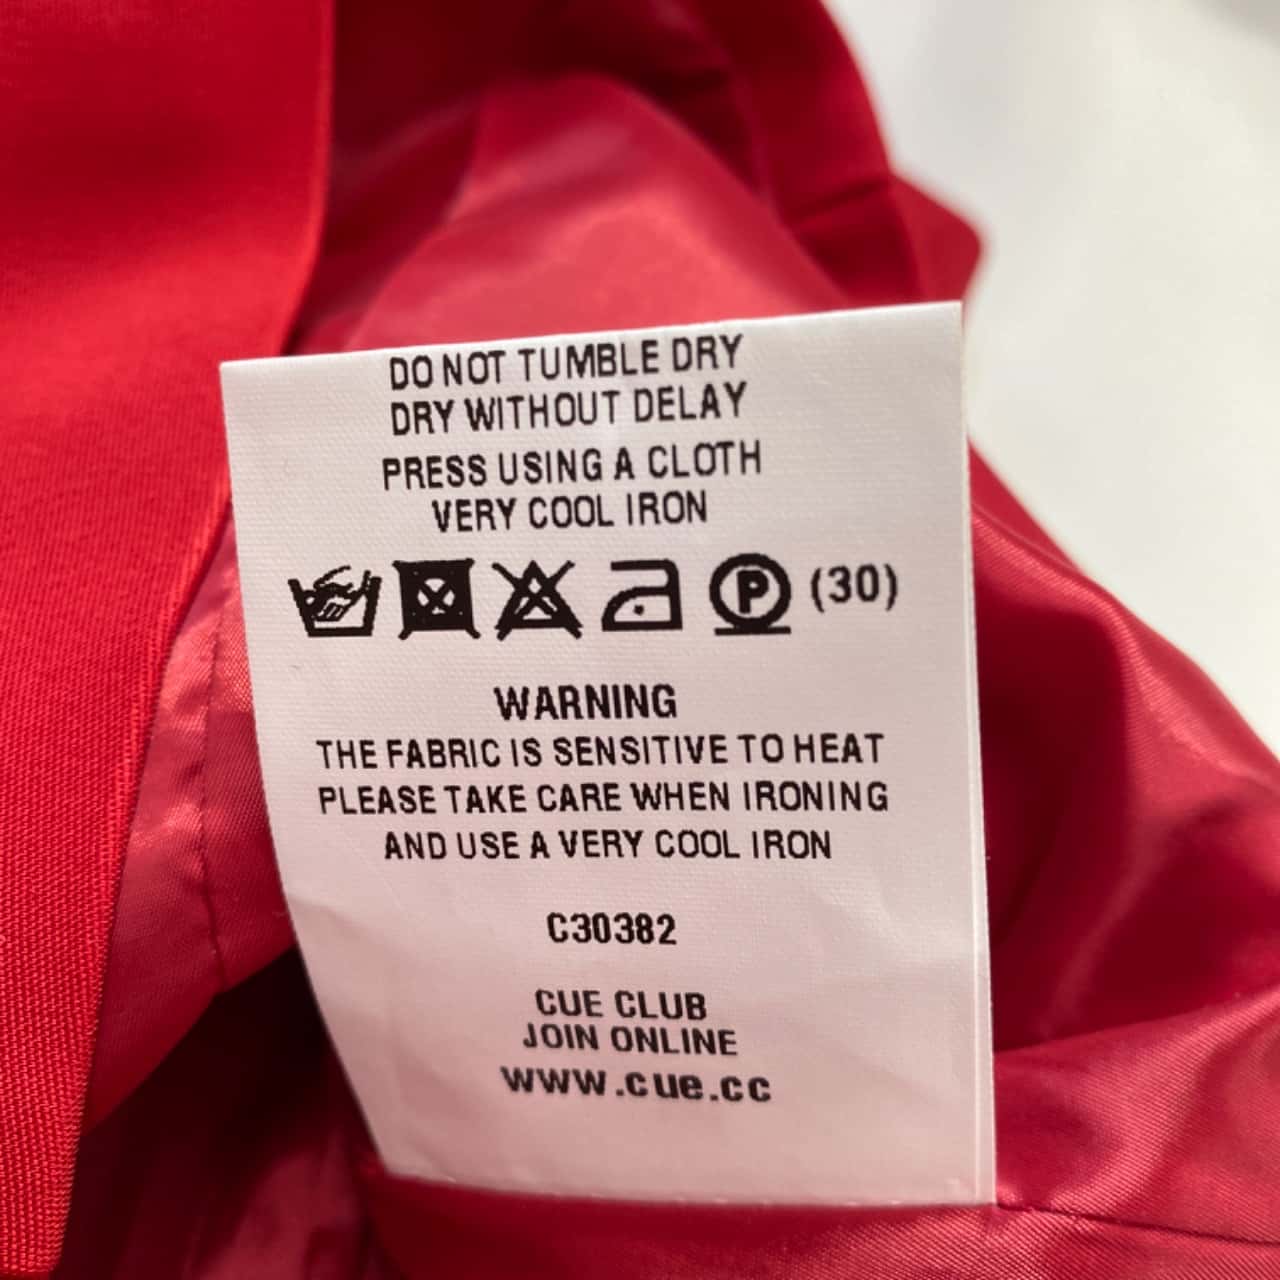 DO NOT TUMBLE DRY
DRY WITHOUT DELAY
PRESS USING A CLOTH
VERY COOL IRON
P (30)
WARNING
THE FABRIC IS SENSITIVE TO HEAT
PLEASE TAKE CARE WHEN IRONING
AND USE A VERY COOL IRON
C30382
CUE CLUB
JOIN ONLINE
www.cue.cc